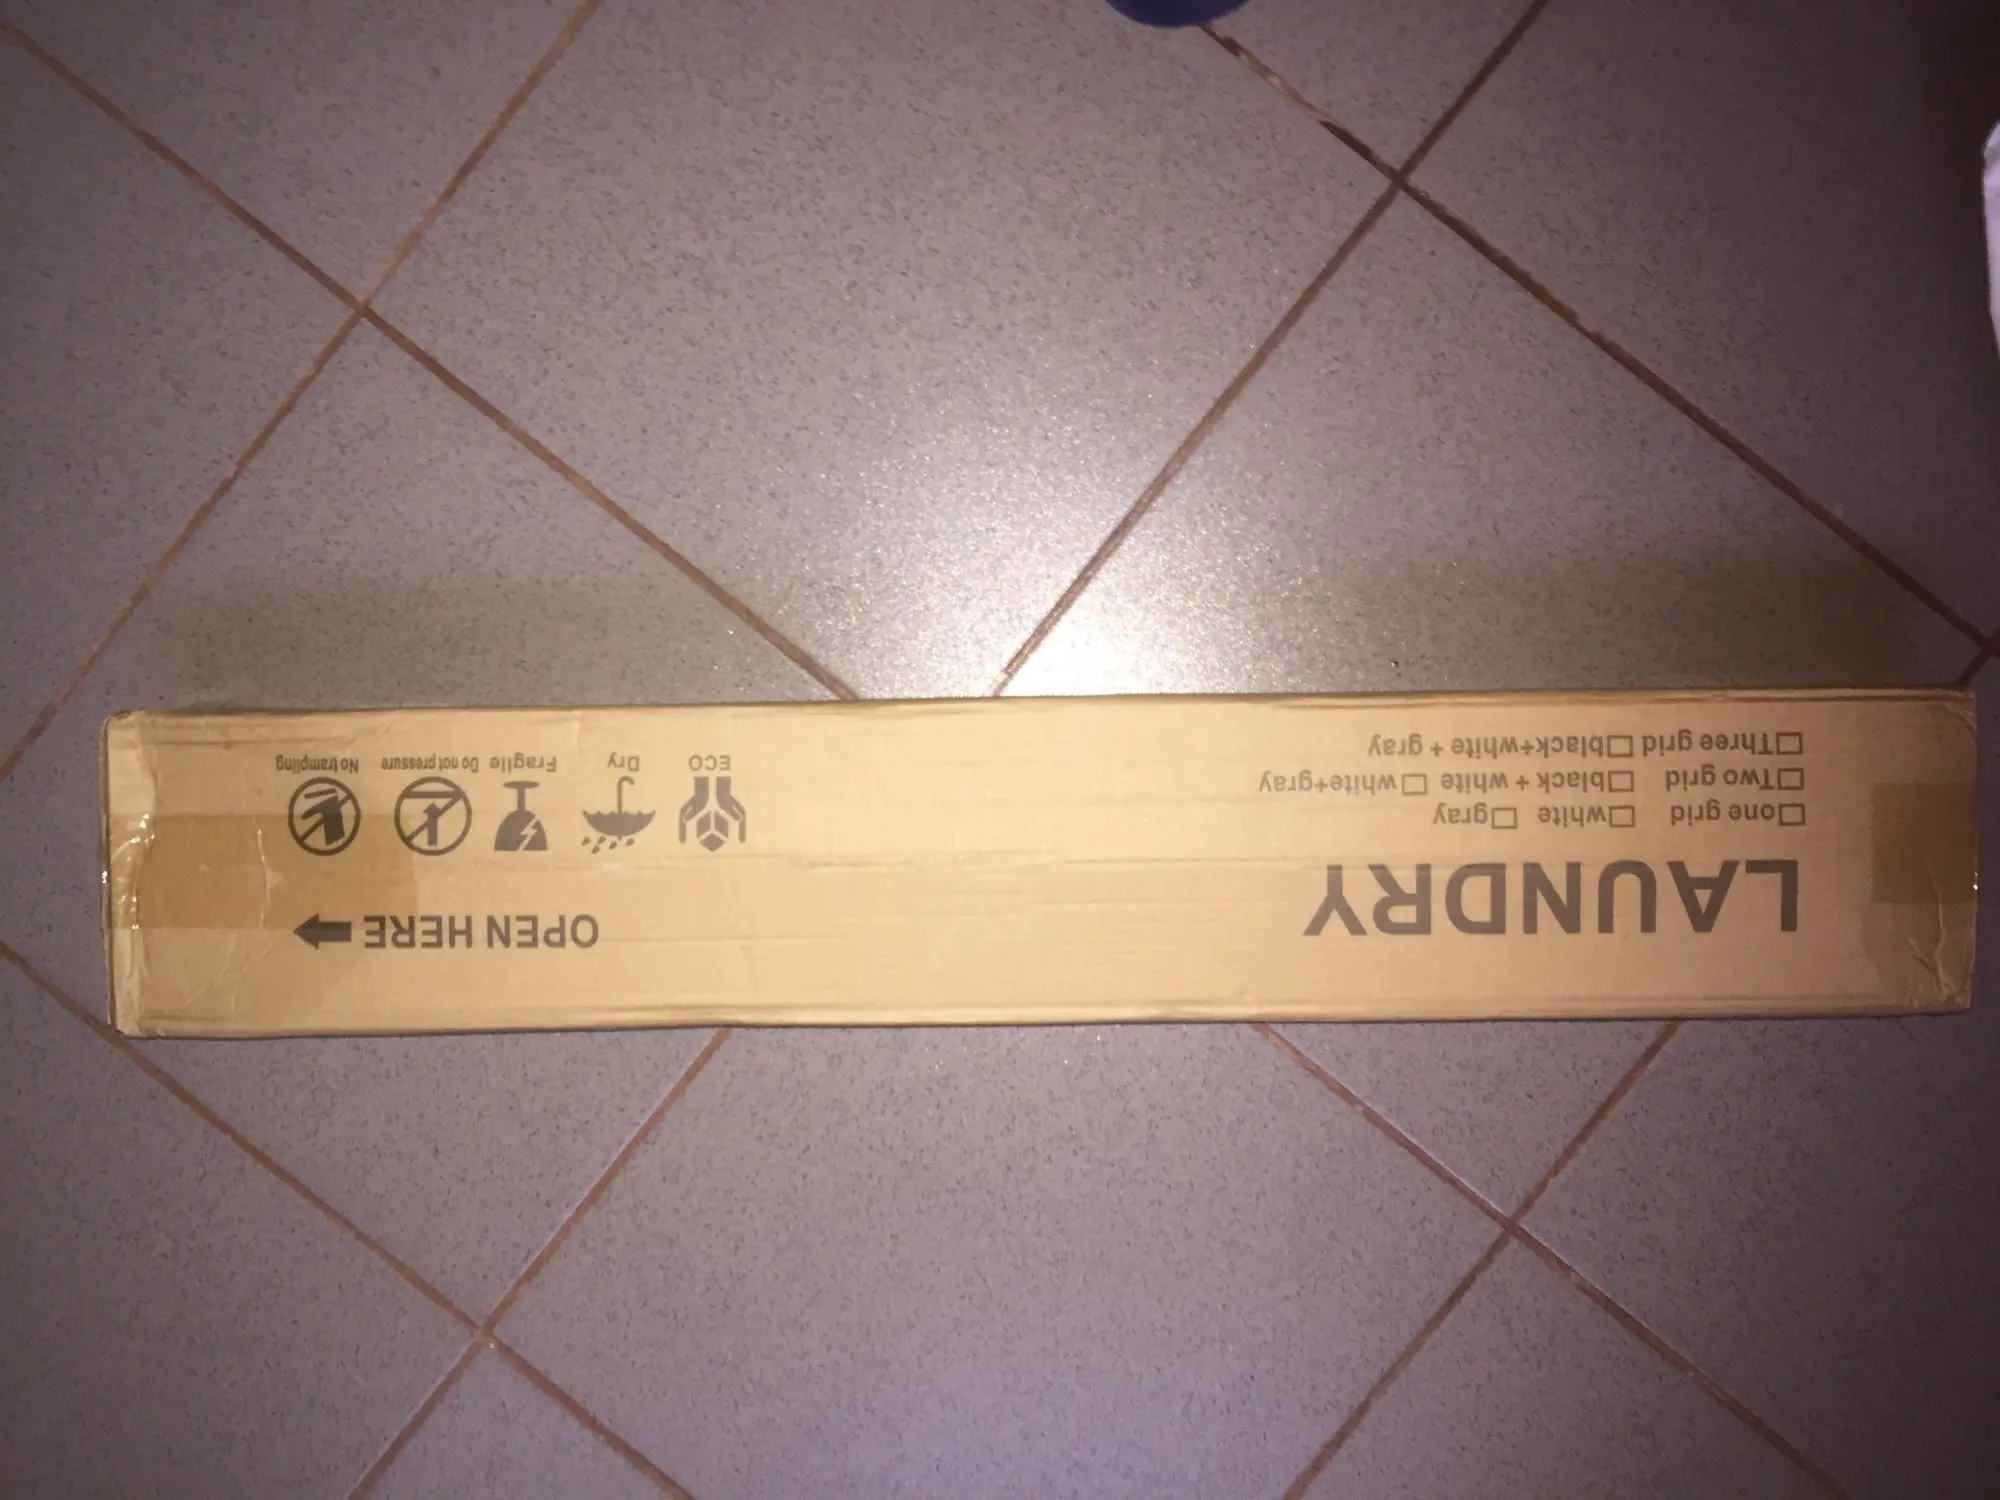 LAUNDRY
☐one grid ☐white ☐gray
☐Two grid ☐black + white ☐white+gray
☐Three grid ☐black+white + gray
OPEN HERE →
ECO Dry Fraglle Do not pressure No trampling